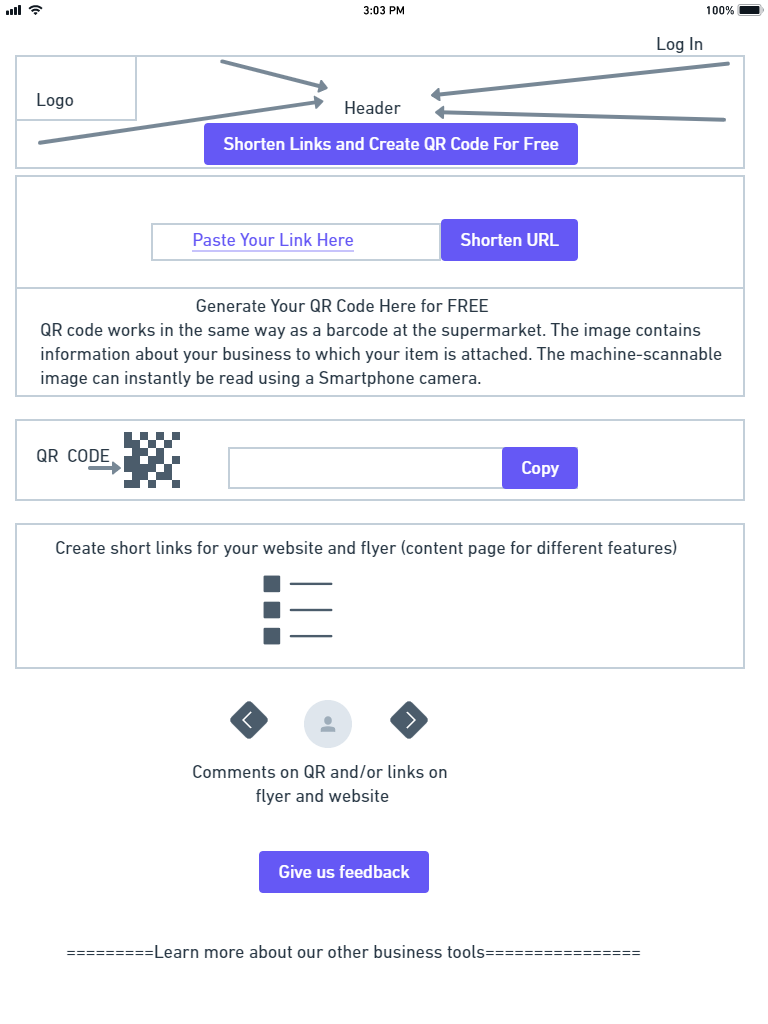 3:03 PM
100%
Log In
Logo
Header
Shorten Links and Create QR Code For Free
Paste Your Link Here
Shorten URL
Generate Your QR Code Here for FREE
QR code works in the same way as a barcode at the supermarket. The image contains
information about your business to which your item is attached. The machine-scannable
image can instantly be read using a Smartphone camera.
QR CODE
Copy
Create short links for your website and flyer (content page for different features)
Comments on QR and/or links on
flyer and website
Give us feedback
=========Learn more about our other business tools================